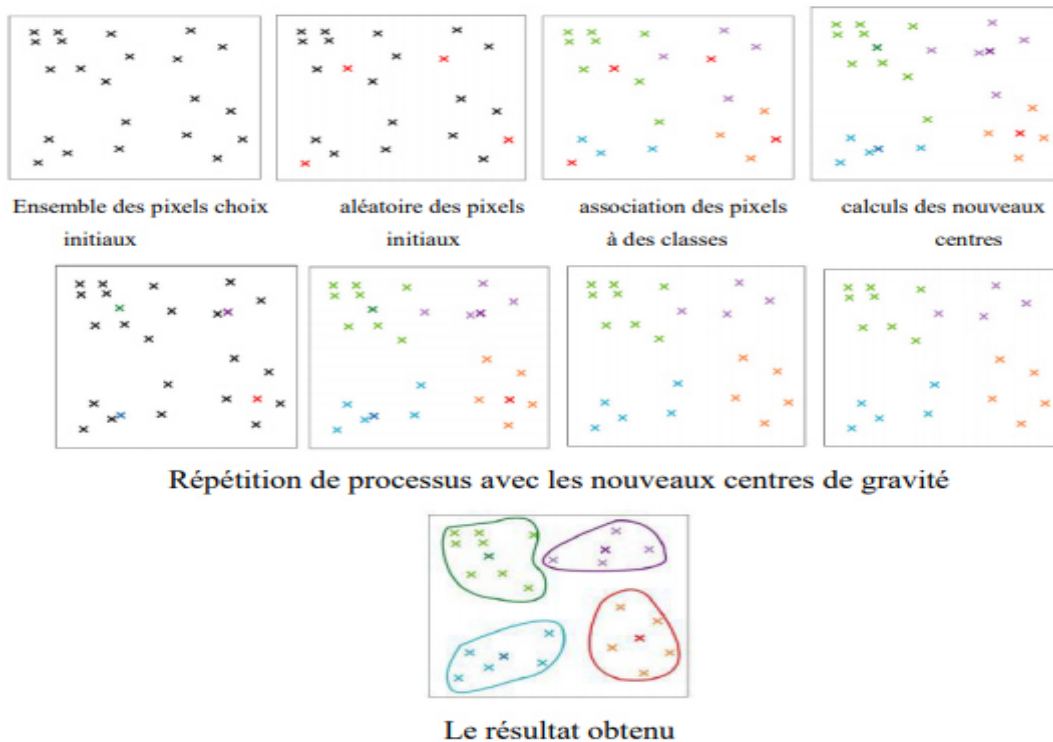 Ensemble des pixels choix
initiaux
aléatoire des pixels
initiaux
association des pixels
à des classes
calculs des nouveaux
centres
Répétition de processus avec les nouveaux centres de gravité
Le résultat obtenu